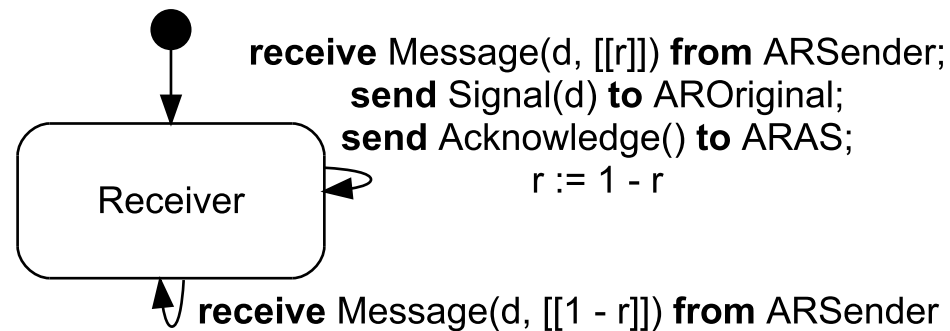 receive Message(d, [[r]]) from ARSender;
send Signal(d) to AROriginal;
send Acknowledge() to ARAS;
r := 1 - r
Receiver
receive Message(d, [[1 - r]]) from ARSender